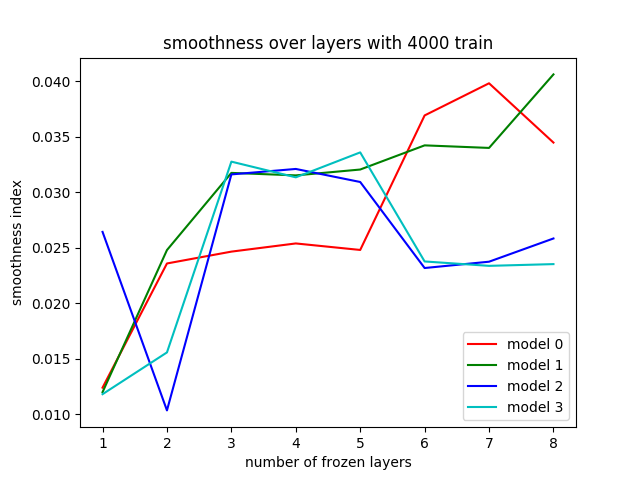 smoothness over layers with 4000 train
smoothness index
0.040
0.035
0.030
0.025
0.020
0.015
0.010
model 0
model 1
model 2
model 3
1 2 3 4 5 6 7 8
number of frozen layers